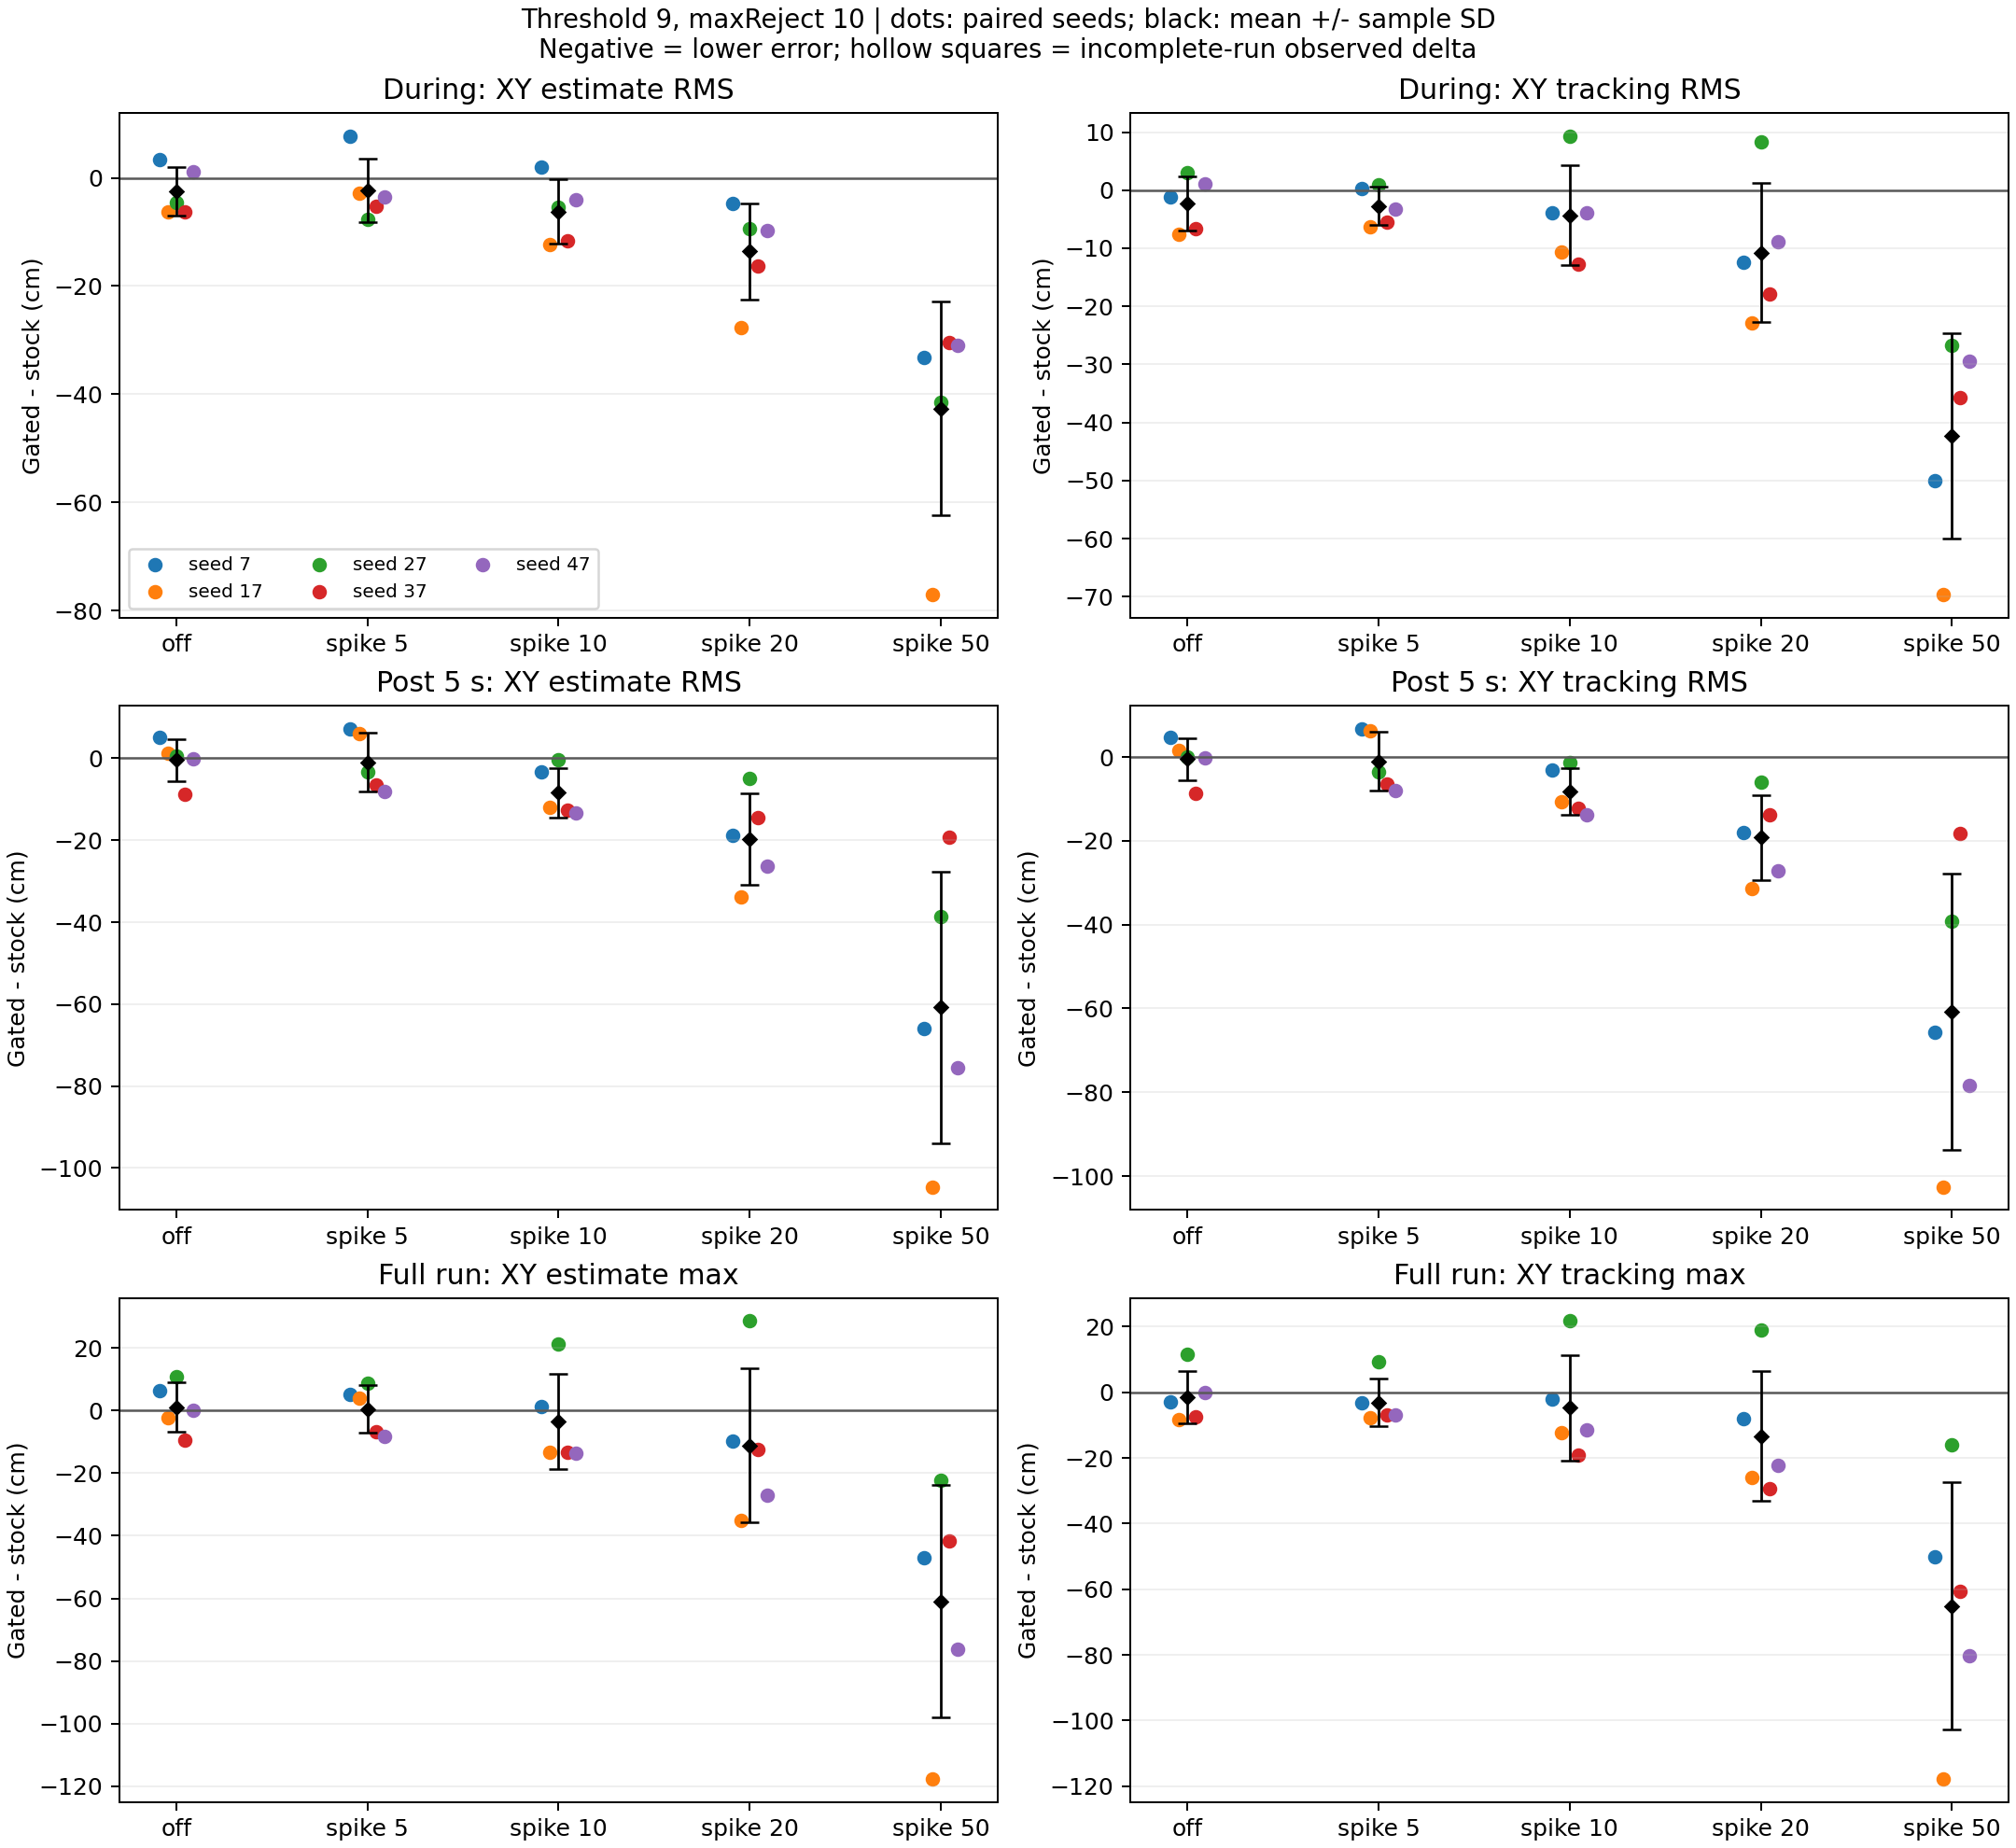 Threshold 9, maxReject 10 | dots: paired seeds; black: mean +/- sample SD
Negative = lower error; hollow squares = incomplete-run observed delta
During: XY estimate RMS
Gated - stock (cm)
0
−20
−40
−60
−80
seed 7
seed 27
seed 47
seed 17
seed 37
off
spike 5
spike 10
spike 20
spike 50
During: XY tracking RMS
Gated - stock (cm)
10
0
−10
−20
−30
−40
−50
−60
−70
off
spike 5
spike 10
spike 20
spike 50
Post 5 s: XY estimate RMS
Gated - stock (cm)
0
−20
−40
−60
−80
−100
off
spike 5
spike 10
spike 20
spike 50
Post 5 s: XY tracking RMS
Gated - stock (cm)
0
−20
−40
−60
−80
−100
off
spike 5
spike 10
spike 20
spike 50
Full run: XY estimate max
Gated - stock (cm)
20
0
−20
−40
−60
−80
−100
−120
off
spike 5
spike 10
spike 20
spike 50
Full run: XY tracking max
Gated - stock (cm)
20
0
−20
−40
−60
−80
−100
−120
off
spike 5
spike 10
spike 20
spike 50